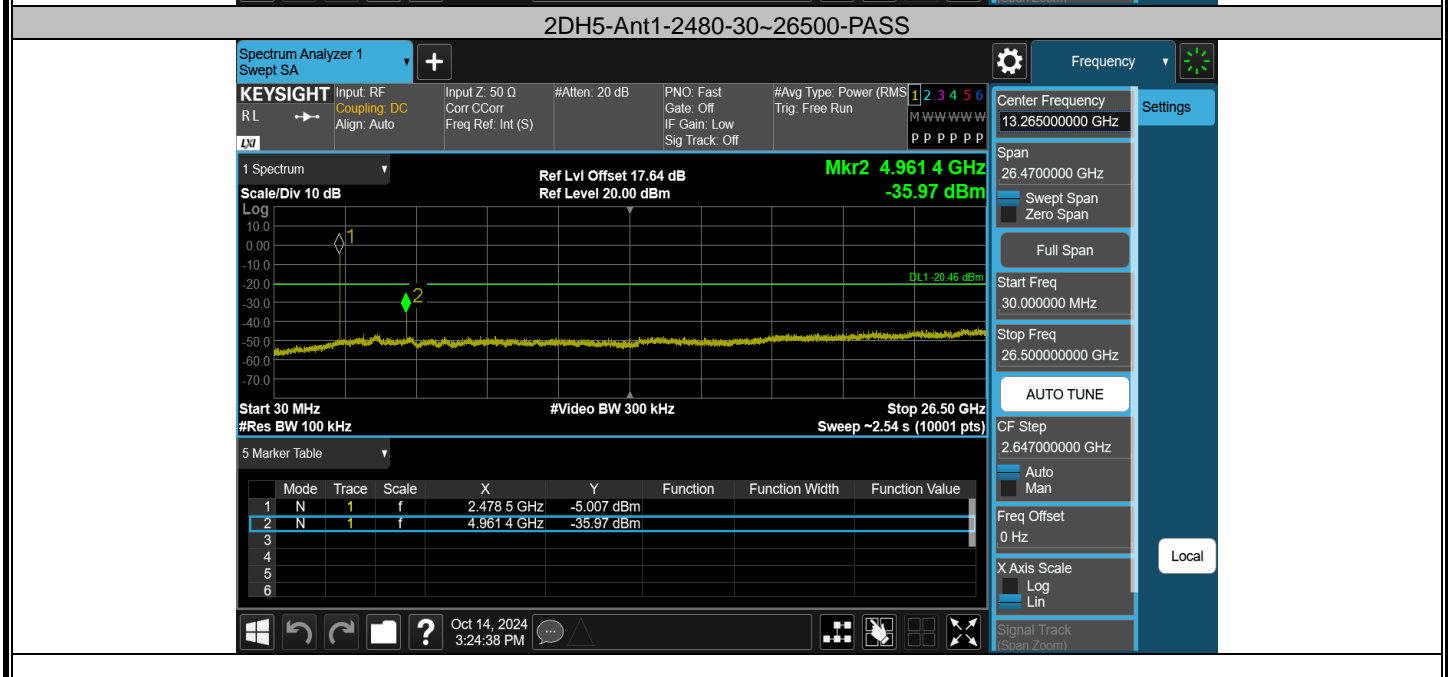 2DH5-Ant1-2480-30~26500-PASS
Spectrum Analyzer 1
Swept SA
+
Frequency
KEYSIGHT
RL
LXI
Input: RF
Coupling: DC
Align: Auto
Input Z: 50 Ω
Corr CCorr
Freq Ref: Int (S)
#Atten: 20 dB
PNO: Fast
Gate: Off
IF Gain: Low
Sig Track: Off
#Avg Type: Power (RMS
Trig: Free Run
1 2 3 4 5 6
M W W W W W
P P P P P P
1 Spectrum
Scale/Div 10 dB
Ref Lvl Offset 17.64 dB
Ref Level 20.00 dBm
Mkr2 4.961 4 GHz
-35.97 dBm
Log
10.0
0.00
-10.0
-20.0
-30.0
-40.0
-50.0
-60.0
-70.0
1
2
DL1 -20.46 dBm
Start 30 MHz
#Video BW 300 kHz
Stop 26.50 GHz
#Res BW 100 kHz
Sweep ~2.54 s (10001 pts)
5 Marker Table
Mode Trace Scale X Y Function Function Width Function Value
1 N 1 f 2.478 5 GHz -5.007 dBm
2 N 1 f 4.961 4 GHz -35.97 dBm
3
4
5
6
?
Oct 14, 2024
3:24:38 PM
Center Frequency
13.265000000 GHz
Settings
Span
26.4700000 GHz
Swept Span
Zero Span
Full Span
Start Freq
30.000000 MHz
Stop Freq
26.500000000 GHz
AUTO TUNE
CF Step
2.647000000 GHz
Auto
Man
Freq Offset
0 Hz
Local
X Axis Scale
Log
Lin
Signal Track
(Span Zoom)